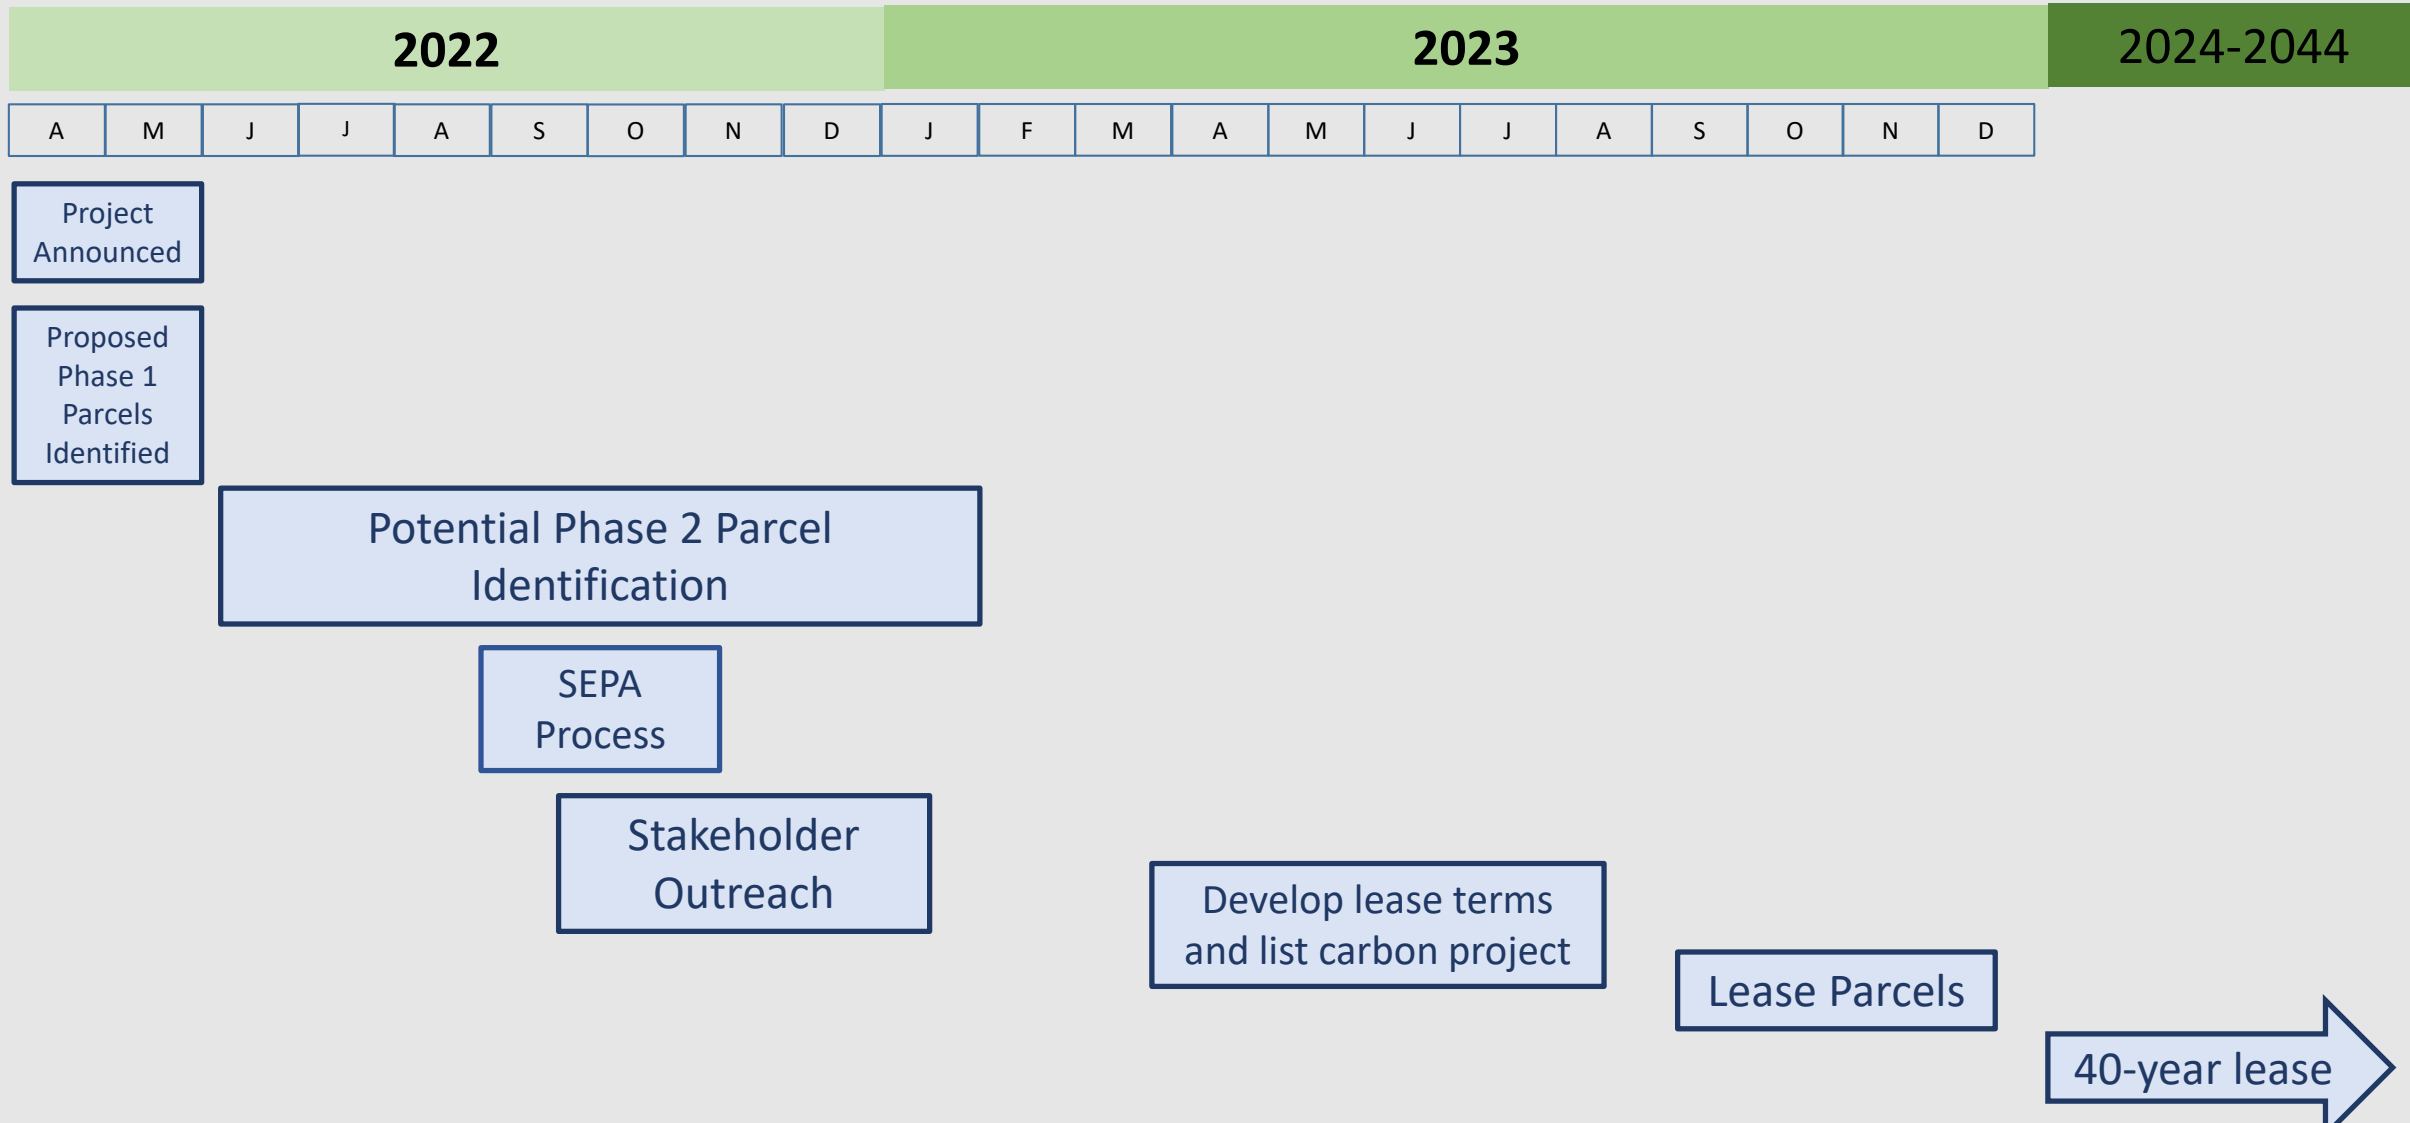 2022 2023 2024-2044
A M J J A S O N D J F M A M J J A S O N D
Project
Announced
Proposed
Phase 1
Parcels
Identified
Potential Phase 2 Parcel
Identification
SEPA
Process
Stakeholder
Outreach
Develop lease terms
and list carbon project
Lease Parcels
40-year lease